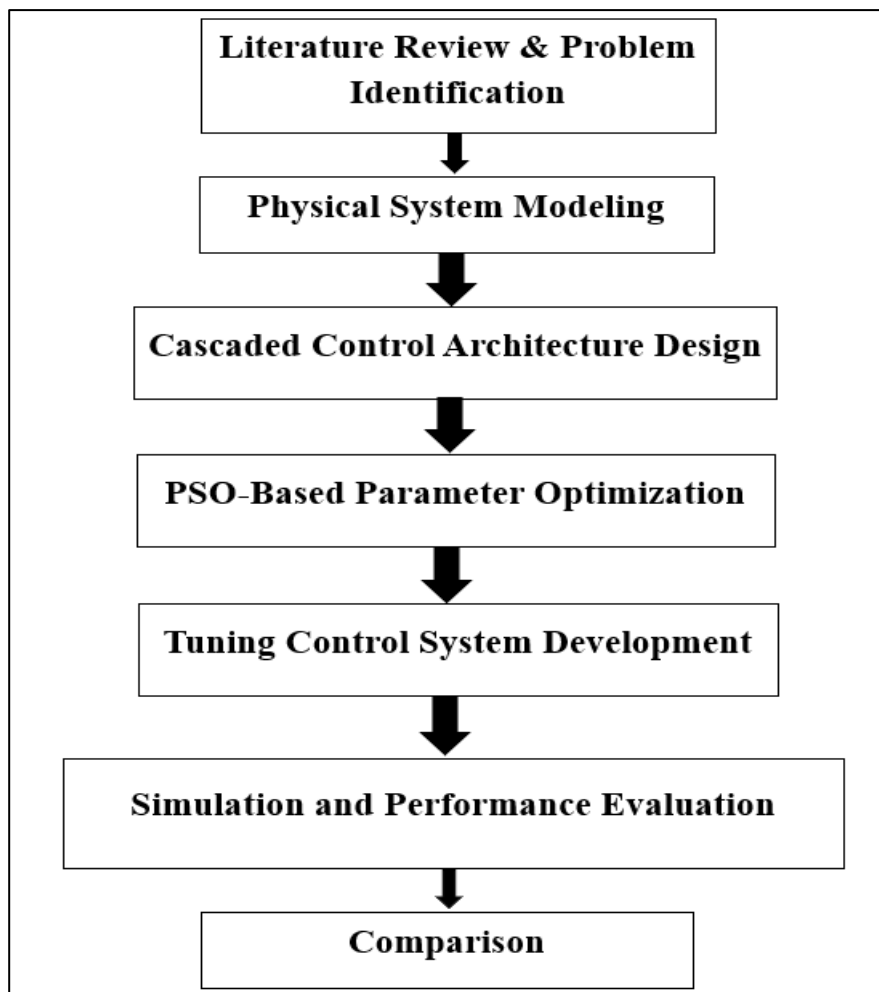 Literature Review & Problem
Identification
Physical System Modeling
Cascaded Control Architecture Design
PSO-Based Parameter Optimization
Tuning Control System Development
Simulation and Performance Evaluation
Comparison